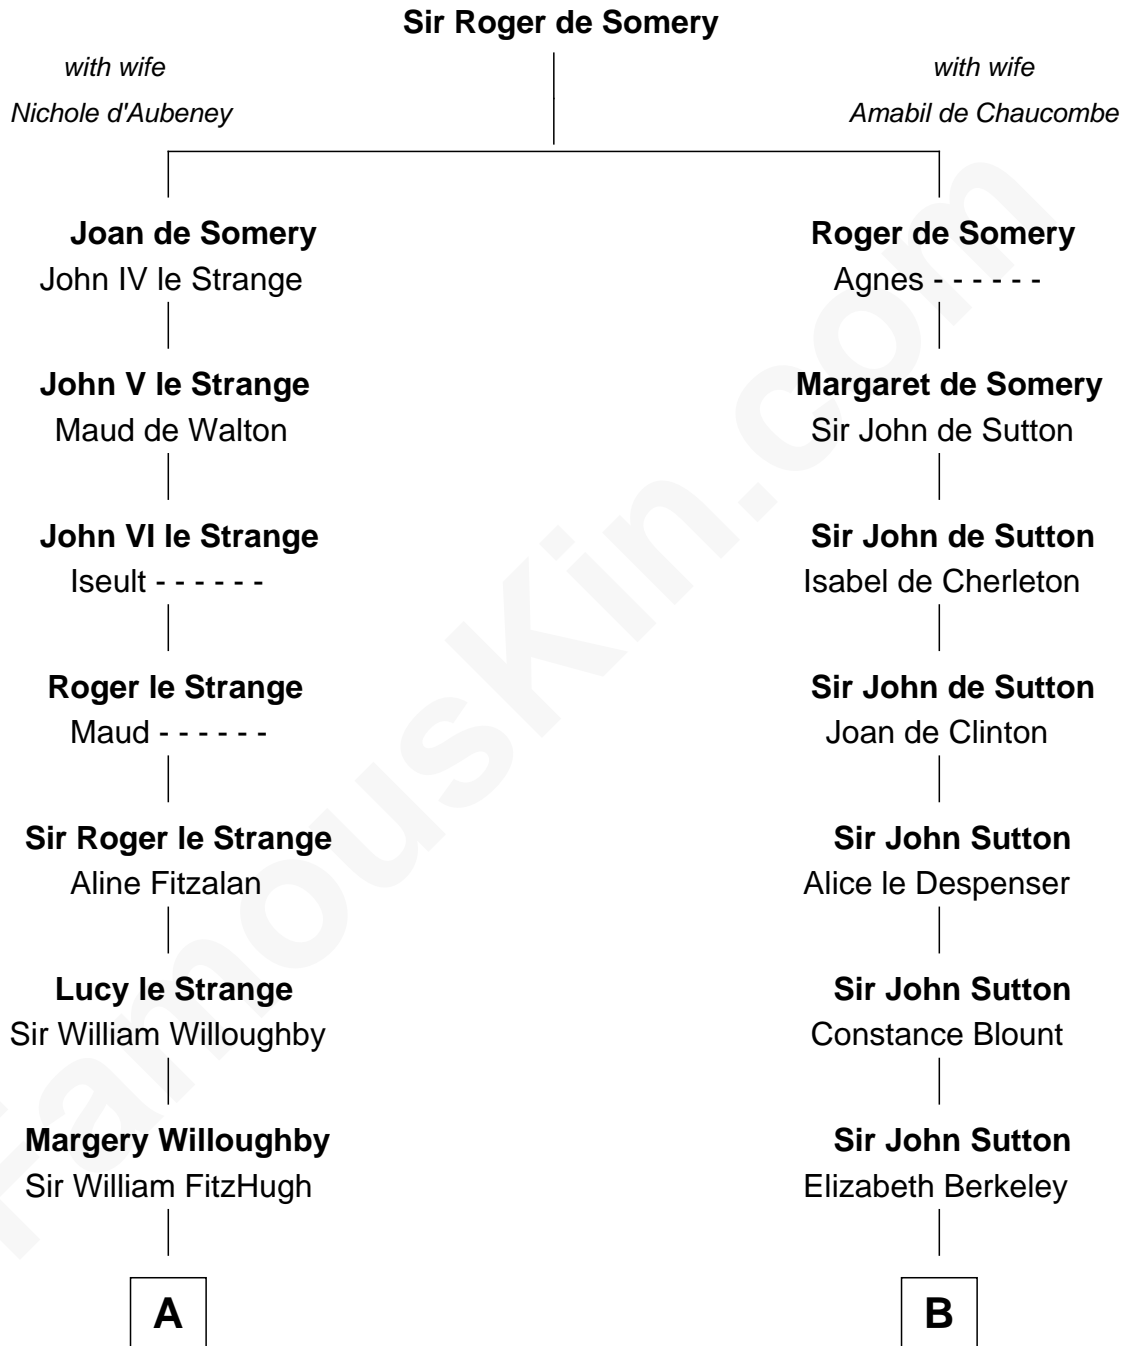 Sir Roger de Somery
with wife
Nichole d'Aubeney
with wife
Amabil de Chaucombe
Joan de Somery
John IV le Strange
Roger de Somery
Agnes - - - - - -
John V le Strange
Maud de Walton
Margaret de Somery
Sir John de Sutton
John VI le Strange
Iseult - - - - - -
Sir John de Sutton
Isabel de Cherleton
Roger le Strange
Maud - - - - - -
Sir John de Sutton
Joan de Clinton
Sir Roger le Strange
Aline Fitzalan
Sir John Sutton
Alice le Despenser
Lucy le Strange
Sir William Willoughby
Sir John Sutton
Constance Blount
Margery Willoughby
Sir William FitzHugh
Sir John Sutton
Elizabeth Berkeley
A
B
FamousKin.com